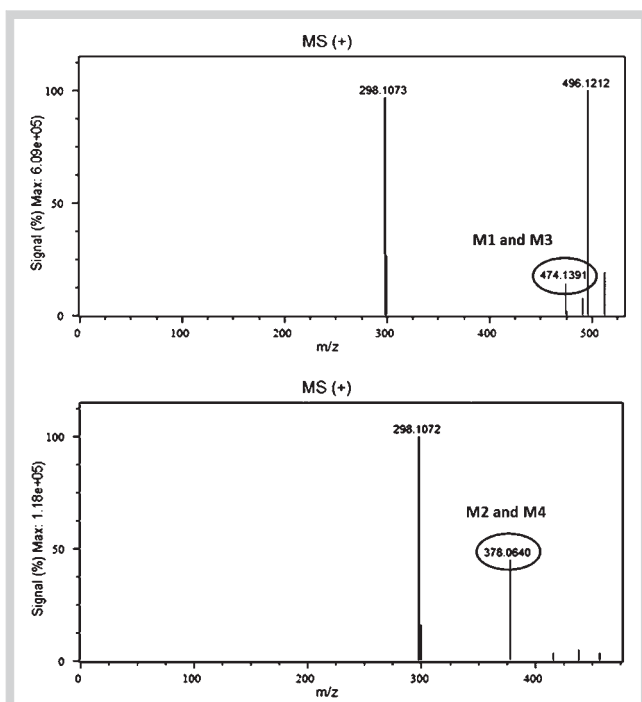 MS (+)
298.1073
496.1212
M1 and M3
474.1391
Signal (%) Max: 6.09e+05)
100
50
0
0
100
200
300
400
500
m/z
MS (+)
298.1072
M2 and M4
378.0640
Signal (%) Max: 1.18e+05)
100
50
0
0
100
200
300
400
m/z